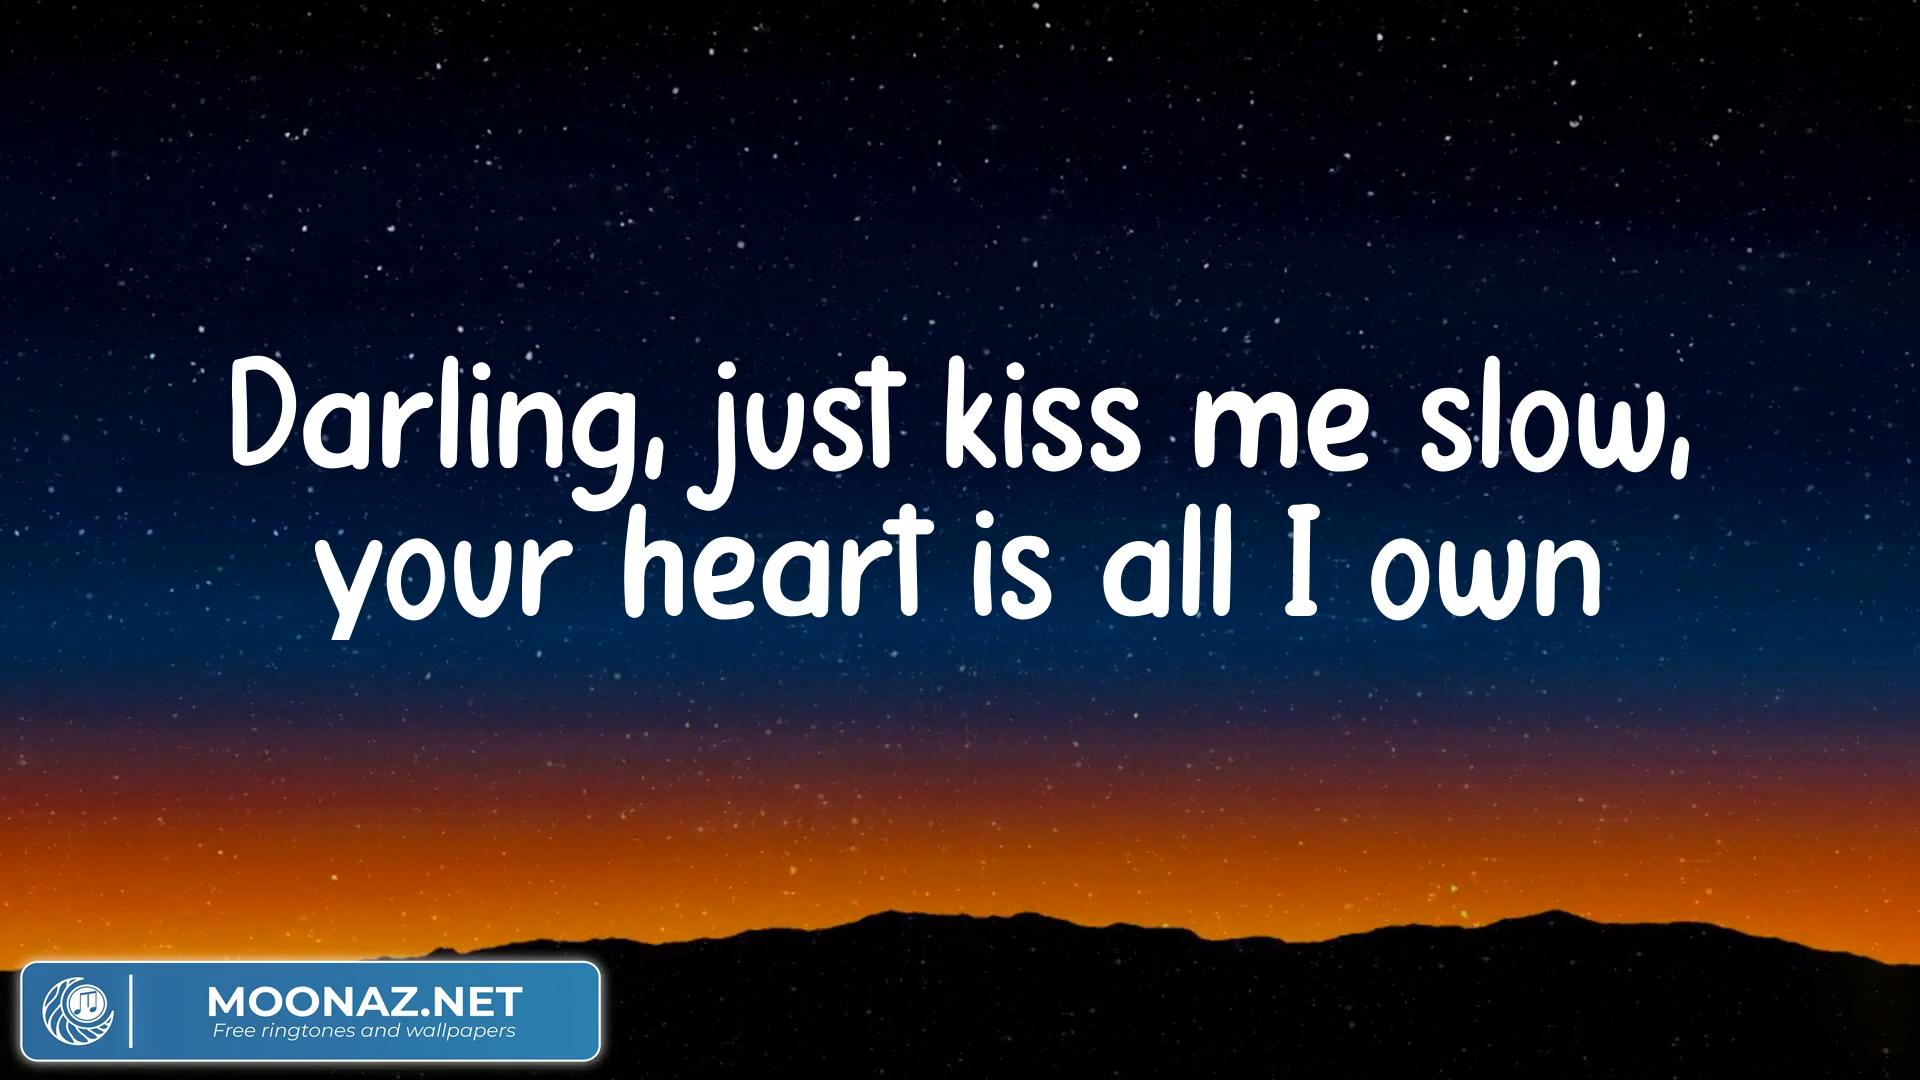 Darling, just kiss me slow,
your heart is all I own
MOONAZ.NET
Free ringtones and wallpapers